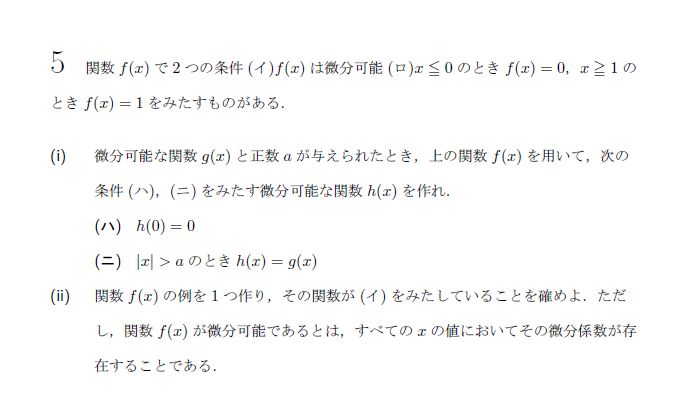 5 関数 f(x) で 2 つの条件 (イ)f(x) は微分可能 (ロ)x ≦ 0 のとき f(x) = 0, x ≧ 1 の
とき f(x) = 1 をみたすものがある.
(i) 微分可能な関数 g(x) と正数 a が与えられたとき,上の関数 f(x) を用いて,次の
条件 (ハ),(ニ) をみたす微分可能な関数 h(x) を作れ.
(ハ) h(0) = 0
(ニ) |x| > a のとき h(x) = g(x)
(ii) 関数 f(x) の例を 1 つ作り,その関数が (イ) をみたしていることを確めよ.ただ
し,関数 f(x) が微分可能であるとは,すべての x の値においてその微分係数が存
在することである.